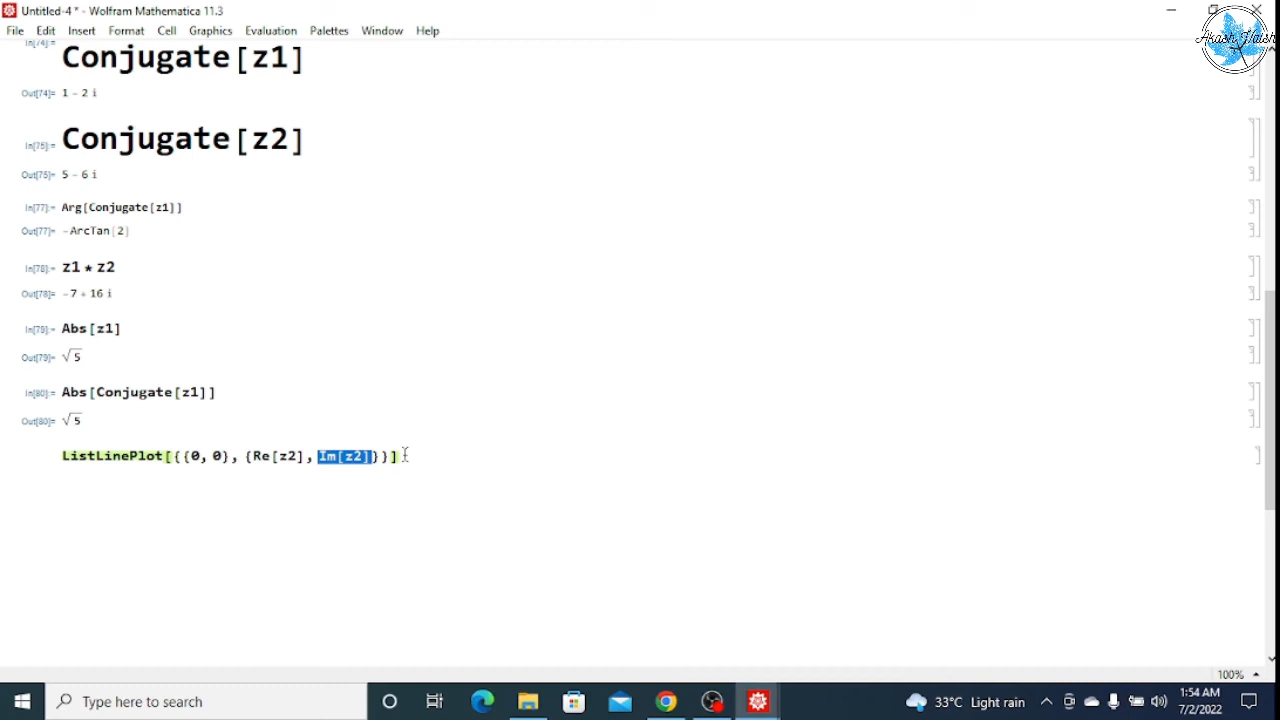 Untitled-4 * - Wolfram Mathematica 11.3
File Edit Insert Format Cell Graphics Evaluation Palettes Window Help
In[74]:=
Conjugate[z1]
Out[74]= 1 - 2 i
In[75]:= Conjugate[z2]
Out[75]= 5 - 6 i
In[77]:= Arg[Conjugate[z1]]
Out[77]= -ArcTan[2]
In[78]:= z1 * z2
Out[78]= -7 + 16 i
In[79]:= Abs[z1]
Out[79]= √5
In[80]:= Abs[Conjugate[z1]]
Out[80]= √5
ListLinePlot[{{0, 0}, {Re[z2], Im[z2]}}]
100%
Type here to search
33°C Light rain
1:54 AM
7/2/2022